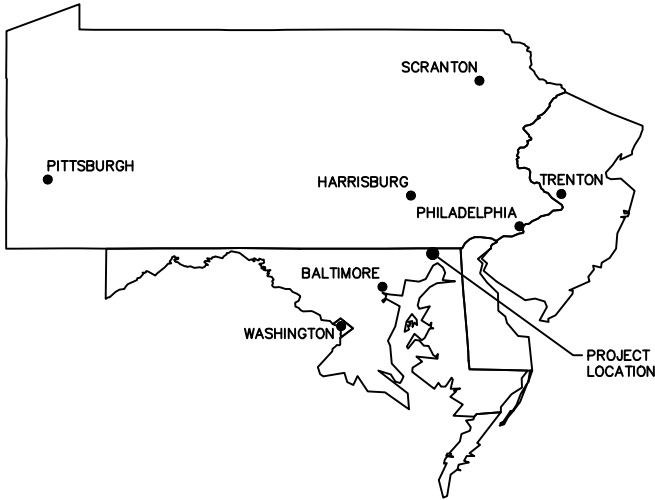 SCRANTON
PITTSBURGH
HARRISBURG
TRENTON
PHILADELPHIA
BALTIMORE
WASHINGTON
PROJECT
LOCATION